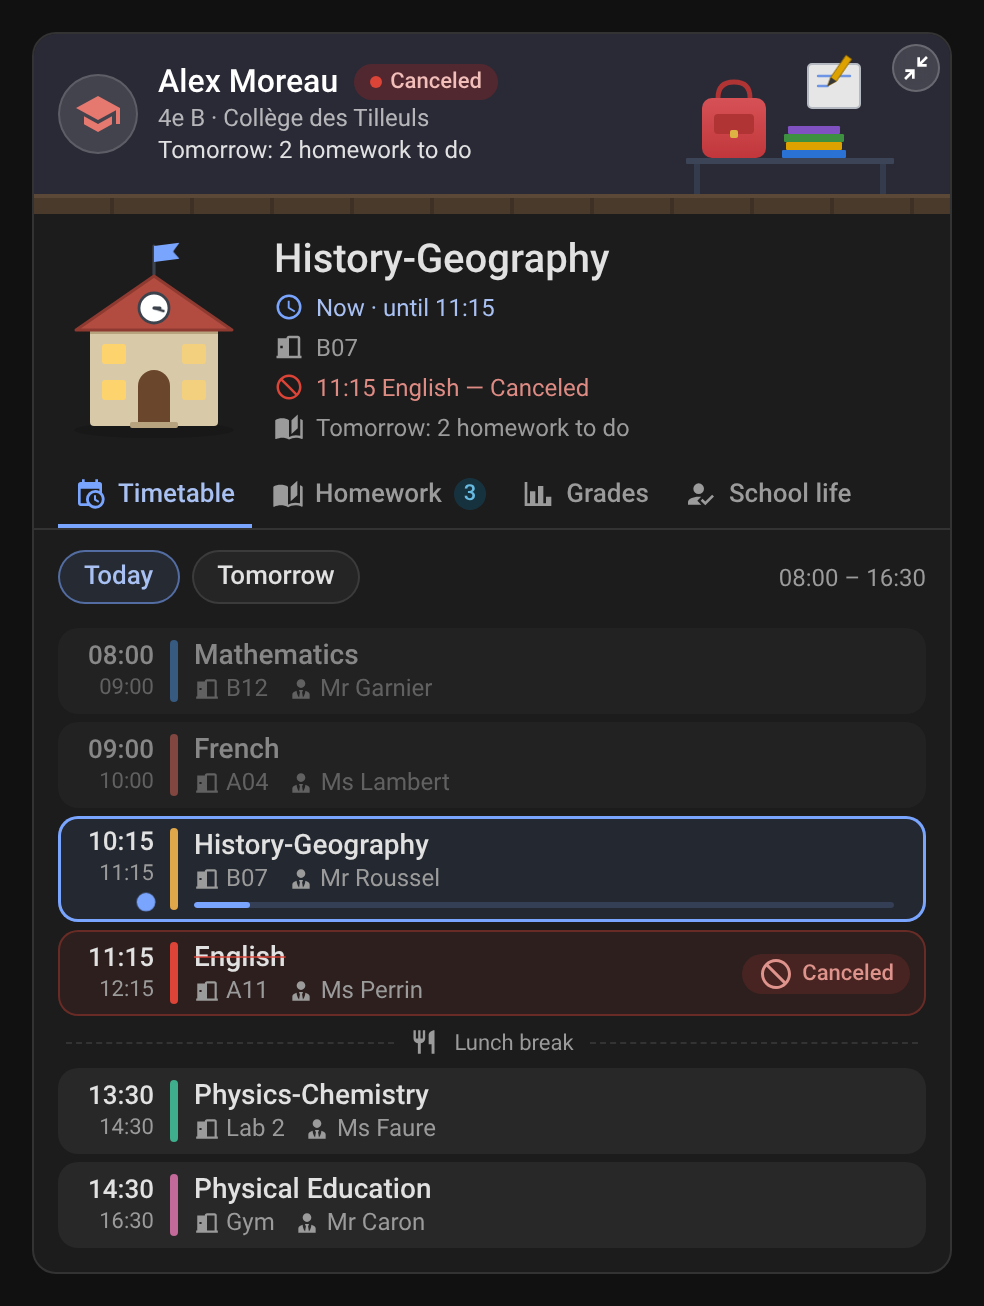 Alex Moreau
Canceled
4e B · Collège des Tilleuls
Tomorrow: 2 homework to do
History-Geography
Now · until 11:15
B07
11:15 English — Canceled
Tomorrow: 2 homework to do
Timetable
Homework 3
Grades
School life
Today
Tomorrow
08:00 – 16:30
08:00
Mathematics
09:00
B12
Mr Garnier
09:00
French
10:00
A04
Ms Lambert
10:15
History-Geography
11:15
B07
Mr Roussel
11:15
English
12:15
A11
Ms Perrin
Canceled
Lunch break
13:30
Physics-Chemistry
14:30
Lab 2
Ms Faure
14:30
Physical Education
16:30
Gym
Mr Caron